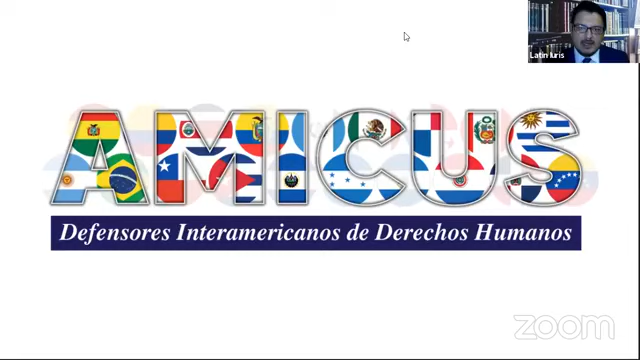 Latin Iuris
AMICUS
Defensores Interamericanos de Derechos Humanos
zoom